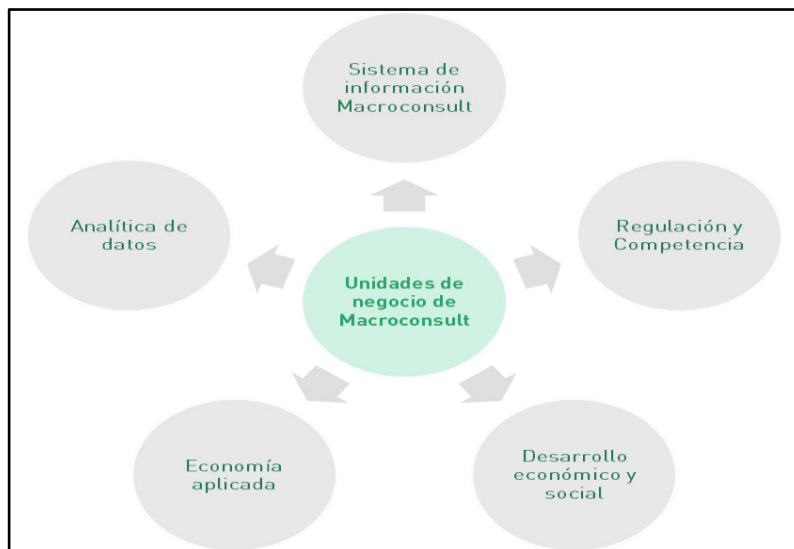 Sistema de
información
Macroconsult
Analítica de
datos
Regulación y
Competencia
Unidades de
negocio de
Macroconsult
Economía
aplicada
Desarrollo
económico y
social